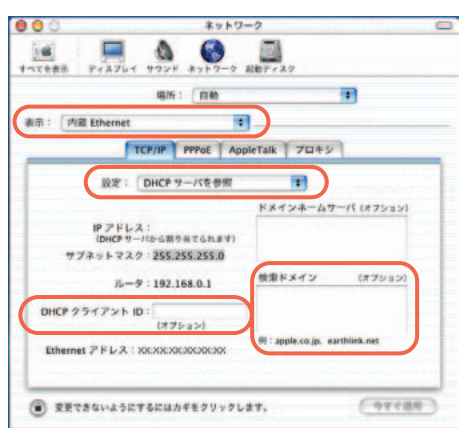 ネットワーク
すべてを表示 ディスプレイ サウンド ネットワーク 起動ディスク
場所： 自動
表示： 内蔵 Ethernet
TCP/IP PPPoE AppleTalk プロキシ
設定： DHCP サーバを参照
ドメインネームサーバ (オプション)
IP アドレス：
(DHCP サーバから割り当てられます)
サブネットマスク：255.255.255.0
ルータ：192.168.0.1
検索ドメイン (オプション)
DHCP クライアント ID：
(オプション)
例：apple.co.jp、earthlink.net
Ethernet アドレス：XX:XX:XX:XX:XX:XX
変更できないようにするにはカギをクリックします。
今すぐ適用